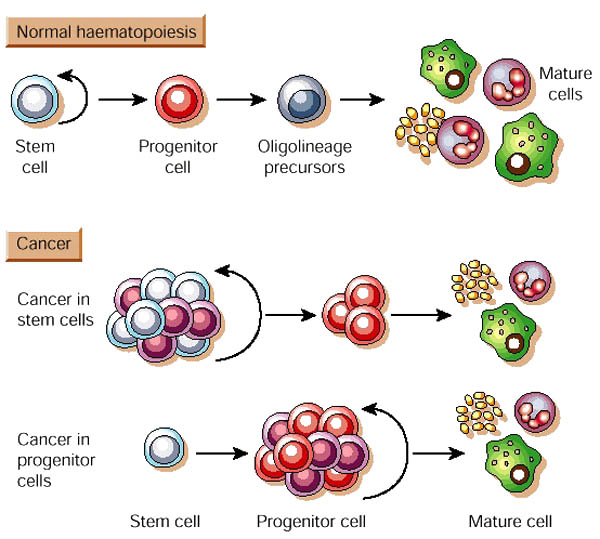 Normal haematopoiesis
Mature
cells
Stem
cell
Progenitor
cell
Oligolineage
precursors
Cancer
Cancer in
stem cells
Cancer in
progenitor
cells
Stem cell
Progenitor cell
Mature cell